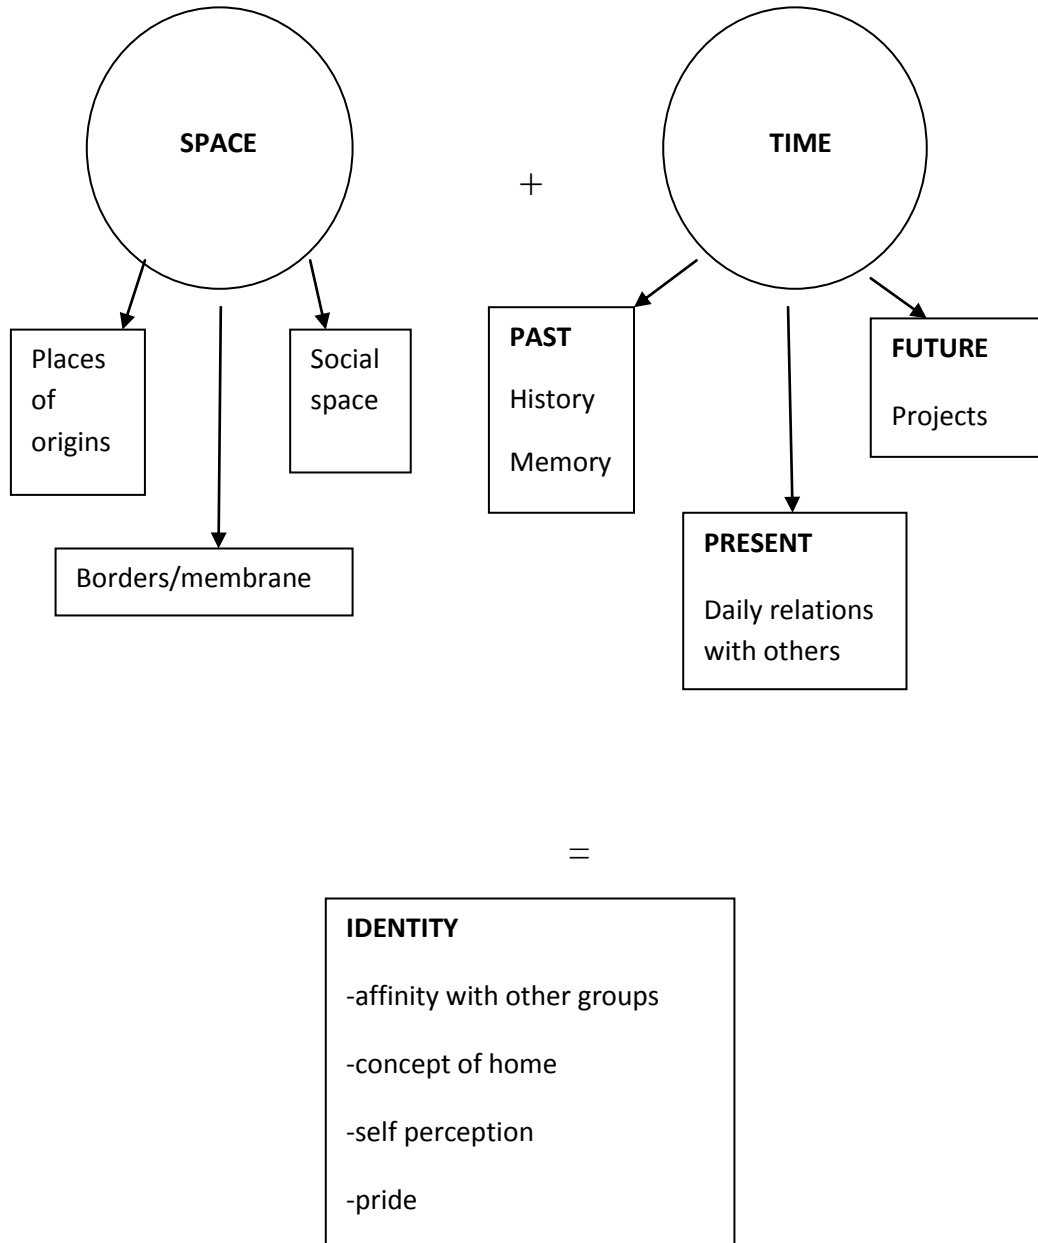 SPACE
+
TIME
Places
of
origins
Social
space
Borders/membrane
PAST
History
Memory
PRESENT
Daily relations
with others
FUTURE
Projects
=
IDENTITY
-affinity with other groups
-concept of home
-self perception
-pride